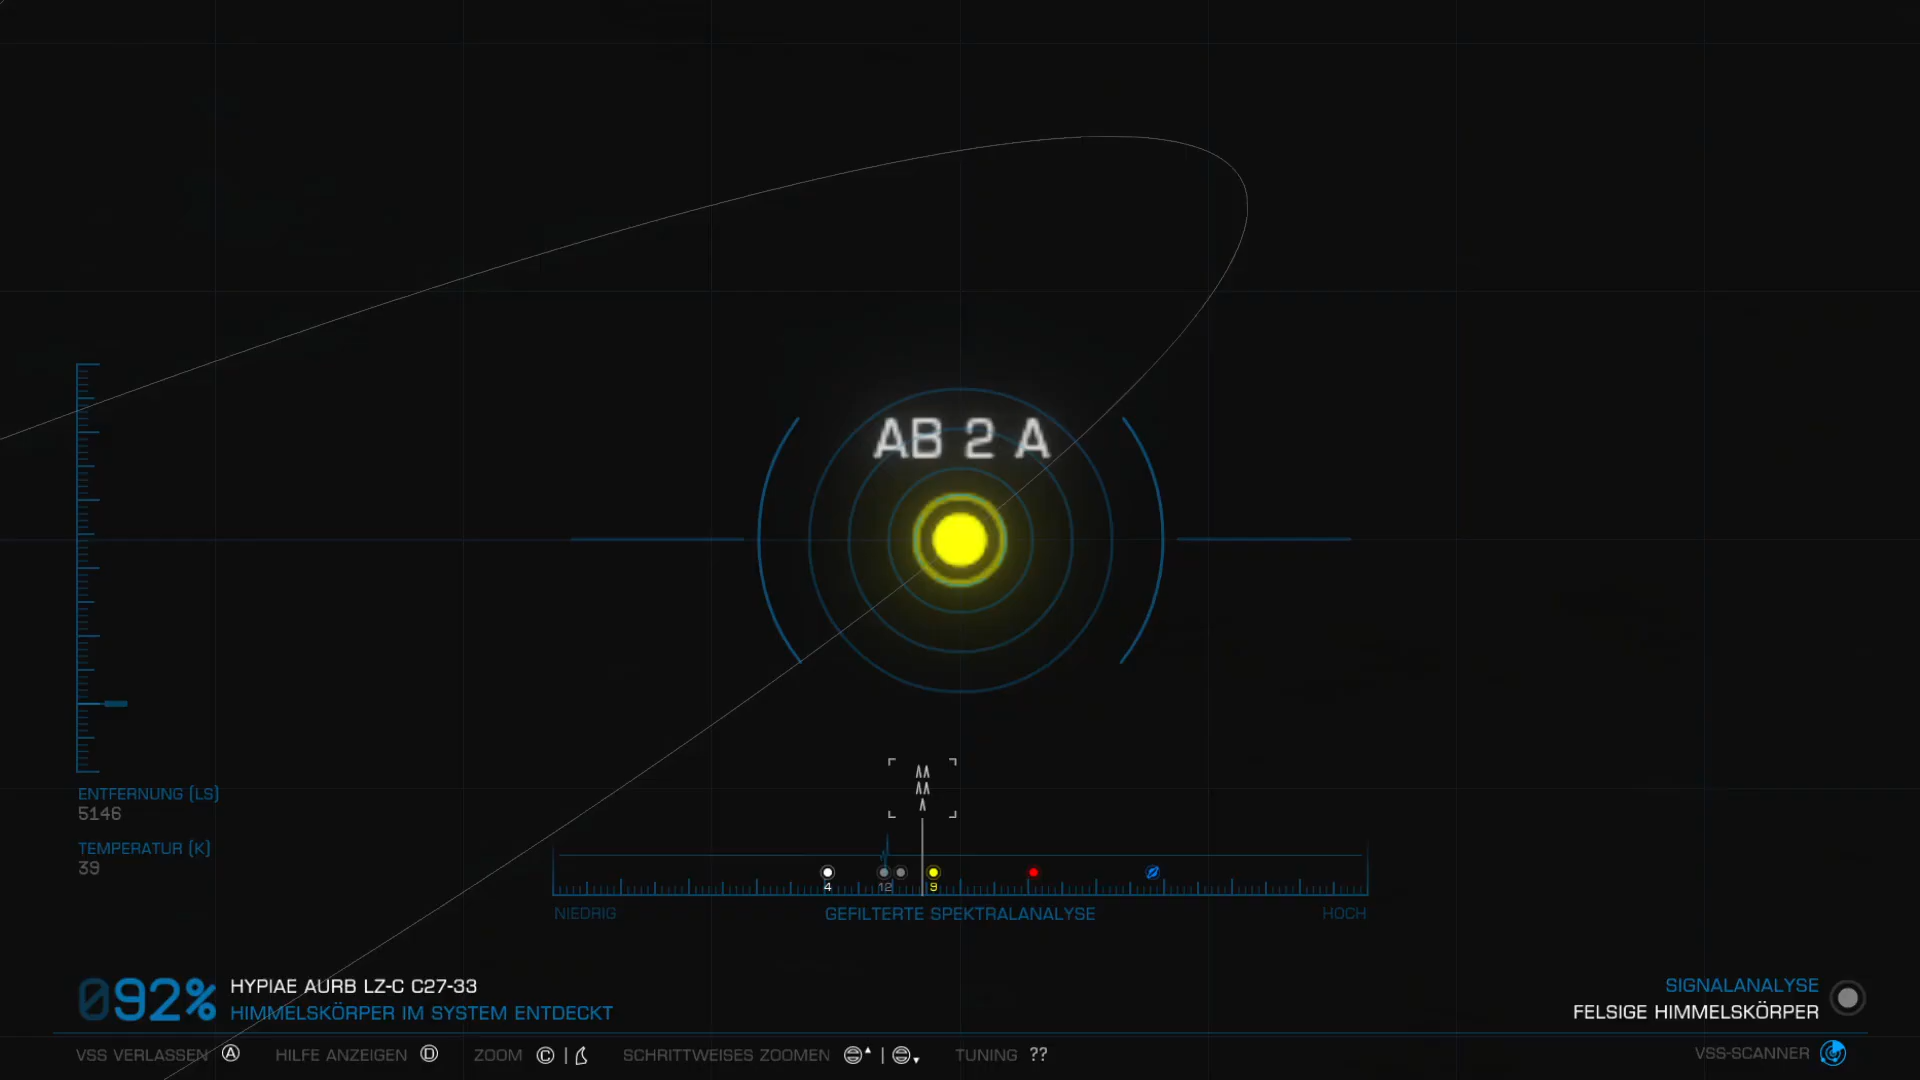 AB 2 A
ENTFERNUNG (LS)
5146
TEMPERATUR (K)
39
4
12
9
NIEDRIG
GEFILTERTE SPEKTRALANALYSE
HOCH
092%
HYPIAE AURB LZ-C C27-33
HIMMELSKÖRPER IM SYSTEM ENTDECKT
SIGNALANALYSE
FELSIGE HIMMELSKÖRPER
VSS VERLASSEN A HILFE ANZEIGEN D ZOOM C | SCHRITTWEISES ZOOMEN | TUNING ??
VSS-SCANNER